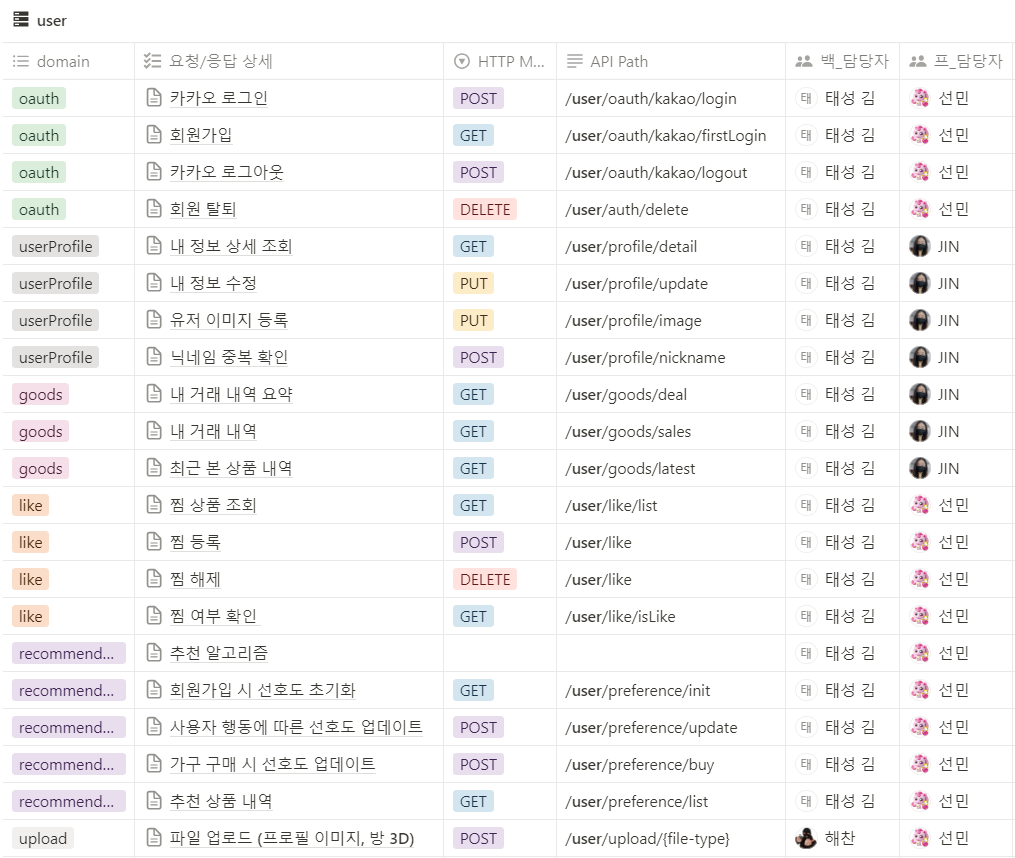 user
domain 요청/응답 상세 HTTP M... API Path 백_담당자 프_담당자
oauth 카카오 로그인 POST /user/oauth/kakao/login 태 태성 김 선민
oauth 회원가입 GET /user/oauth/kakao/firstLogin 태 태성 김 선민
oauth 카카오 로그아웃 POST /user/oauth/kakao/logout 태 태성 김 선민
oauth 회원 탈퇴 DELETE /user/auth/delete 태 태성 김 선민
userProfile 내 정보 상세 조회 GET /user/profile/detail 태 태성 김 JIN
userProfile 내 정보 수정 PUT /user/profile/update 태 태성 김 JIN
userProfile 유저 이미지 등록 PUT /user/profile/image 태 태성 김 JIN
userProfile 닉네임 중복 확인 POST /user/profile/nickname 태 태성 김 JIN
goods 내 거래 내역 요약 GET /user/goods/deal 태 태성 김 JIN
goods 내 거래 내역 GET /user/goods/sales 태 태성 김 JIN
goods 최근 본 상품 내역 GET /user/goods/latest 태 태성 김 JIN
like 찜 상품 조회 GET /user/like/list 태 태성 김 선민
like 찜 등록 POST /user/like 태 태성 김 선민
like 찜 해제 DELETE /user/like 태 태성 김 선민
like 찜 여부 확인 GET /user/like/isLike 태 태성 김 선민
recommend... 추천 알고리즘 태 태성 김 선민
recommend... 회원가입 시 선호도 초기화 GET /user/preference/init 태 태성 김 선민
recommend... 사용자 행동에 따른 선호도 업데이트 POST /user/preference/update 태 태성 김 선민
recommend... 가구 구매 시 선호도 업데이트 POST /user/preference/buy 태 태성 김 선민
recommend... 추천 상품 내역 GET /user/preference/list 태 태성 김 선민
upload 파일 업로드 (프로필 이미지, 방 3D) POST /user/upload/{file-type} 해찬 선민